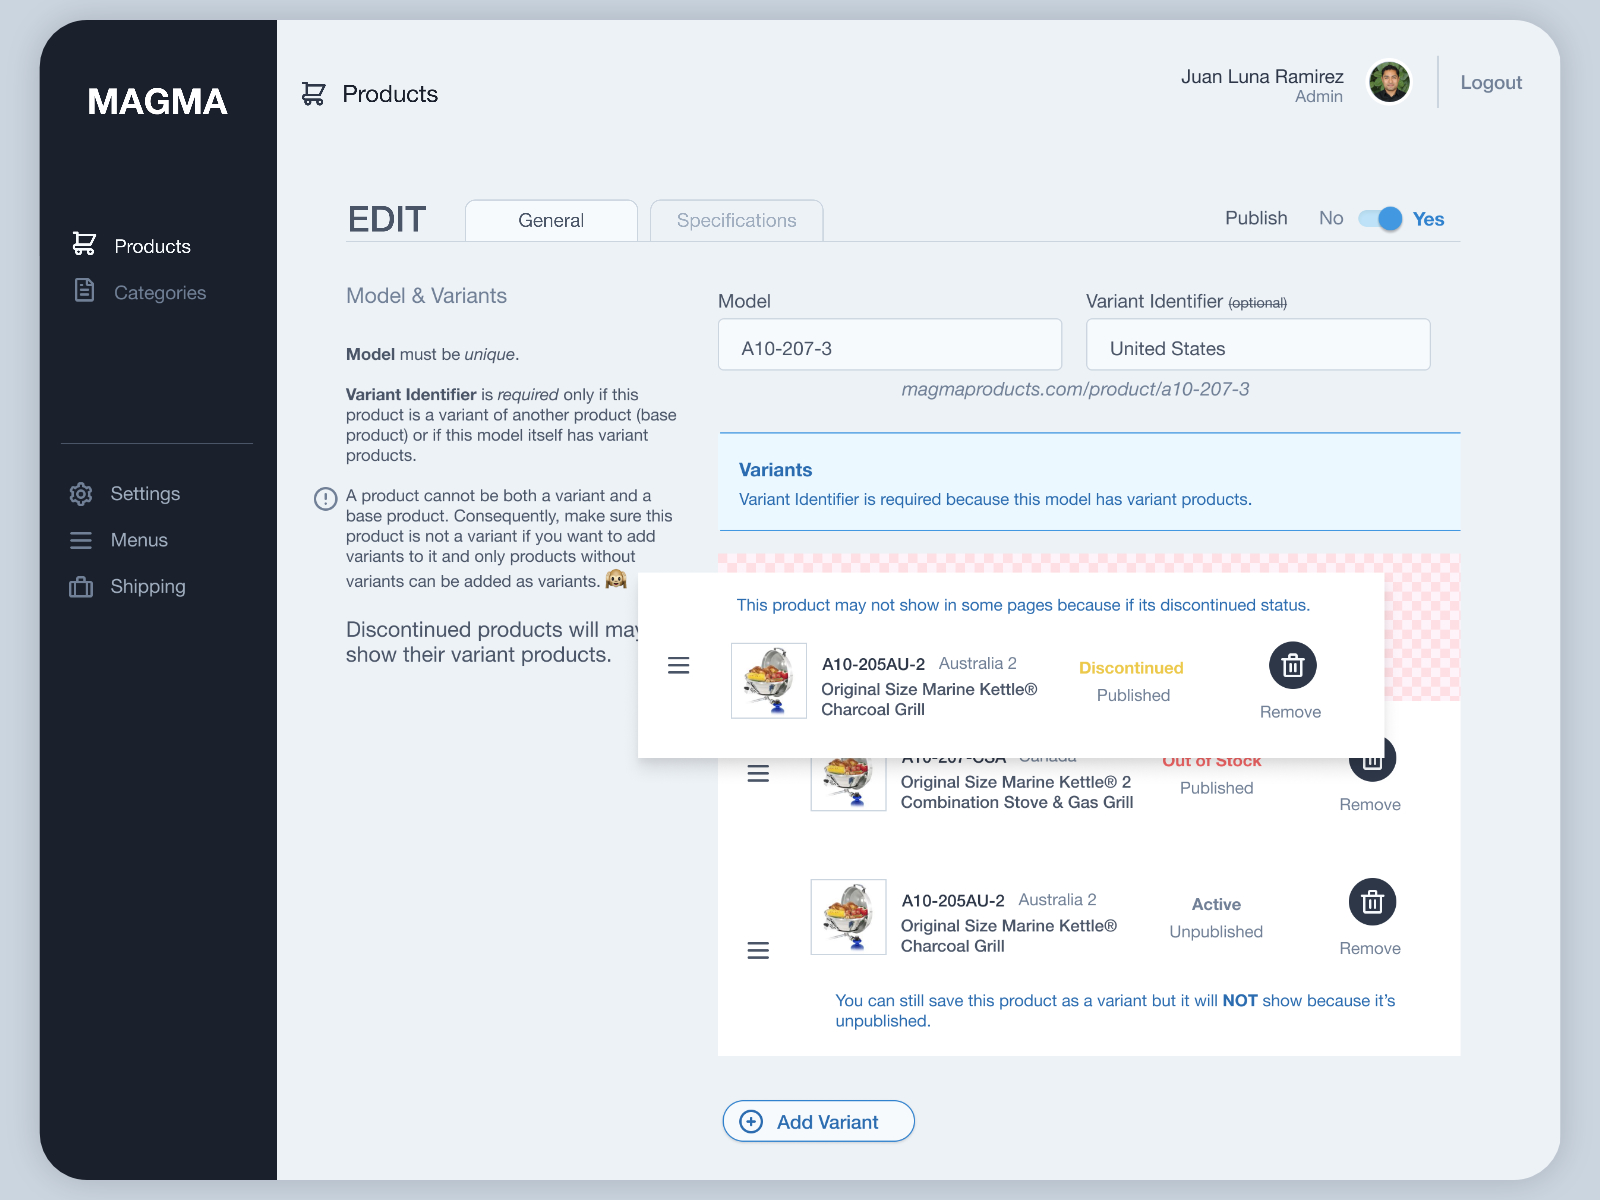 MAGMA
Products
Juan Luna Ramirez
Admin
Logout
Products
Categories
Settings
Menus
Shipping
EDIT
General
Specifications
Publish
No
Yes
Model & Variants
Model must be unique.
Variant Identifier is required only if this
product is a variant of another product (base
product) or if this model itself has variant
products.
A product cannot be both a variant and a
base product. Consequently, make sure this
product is not a variant if you want to add
variants to it and only products without
variants can be added as variants. 🙉
Discontinued products will may
show their variant products.
Model
Variant Identifier (optional)
A10-207-3
United States
magmaproducts.com/product/a10-207-3
Variants
Variant Identifier is required because this model has variant products.
This product may not show in some pages because if its discontinued status.
A10-205AU-2 Australia 2
Original Size Marine Kettle®
Charcoal Grill
Discontinued
Published
Remove
A10-207-USA Canada
Original Size Marine Kettle® 2
Combination Stove & Gas Grill
Out of Stock
Published
Remove
A10-205AU-2 Australia 2
Original Size Marine Kettle®
Charcoal Grill
Active
Unpublished
Remove
You can still save this product as a variant but it will NOT show because it's
unpublished.
Add Variant